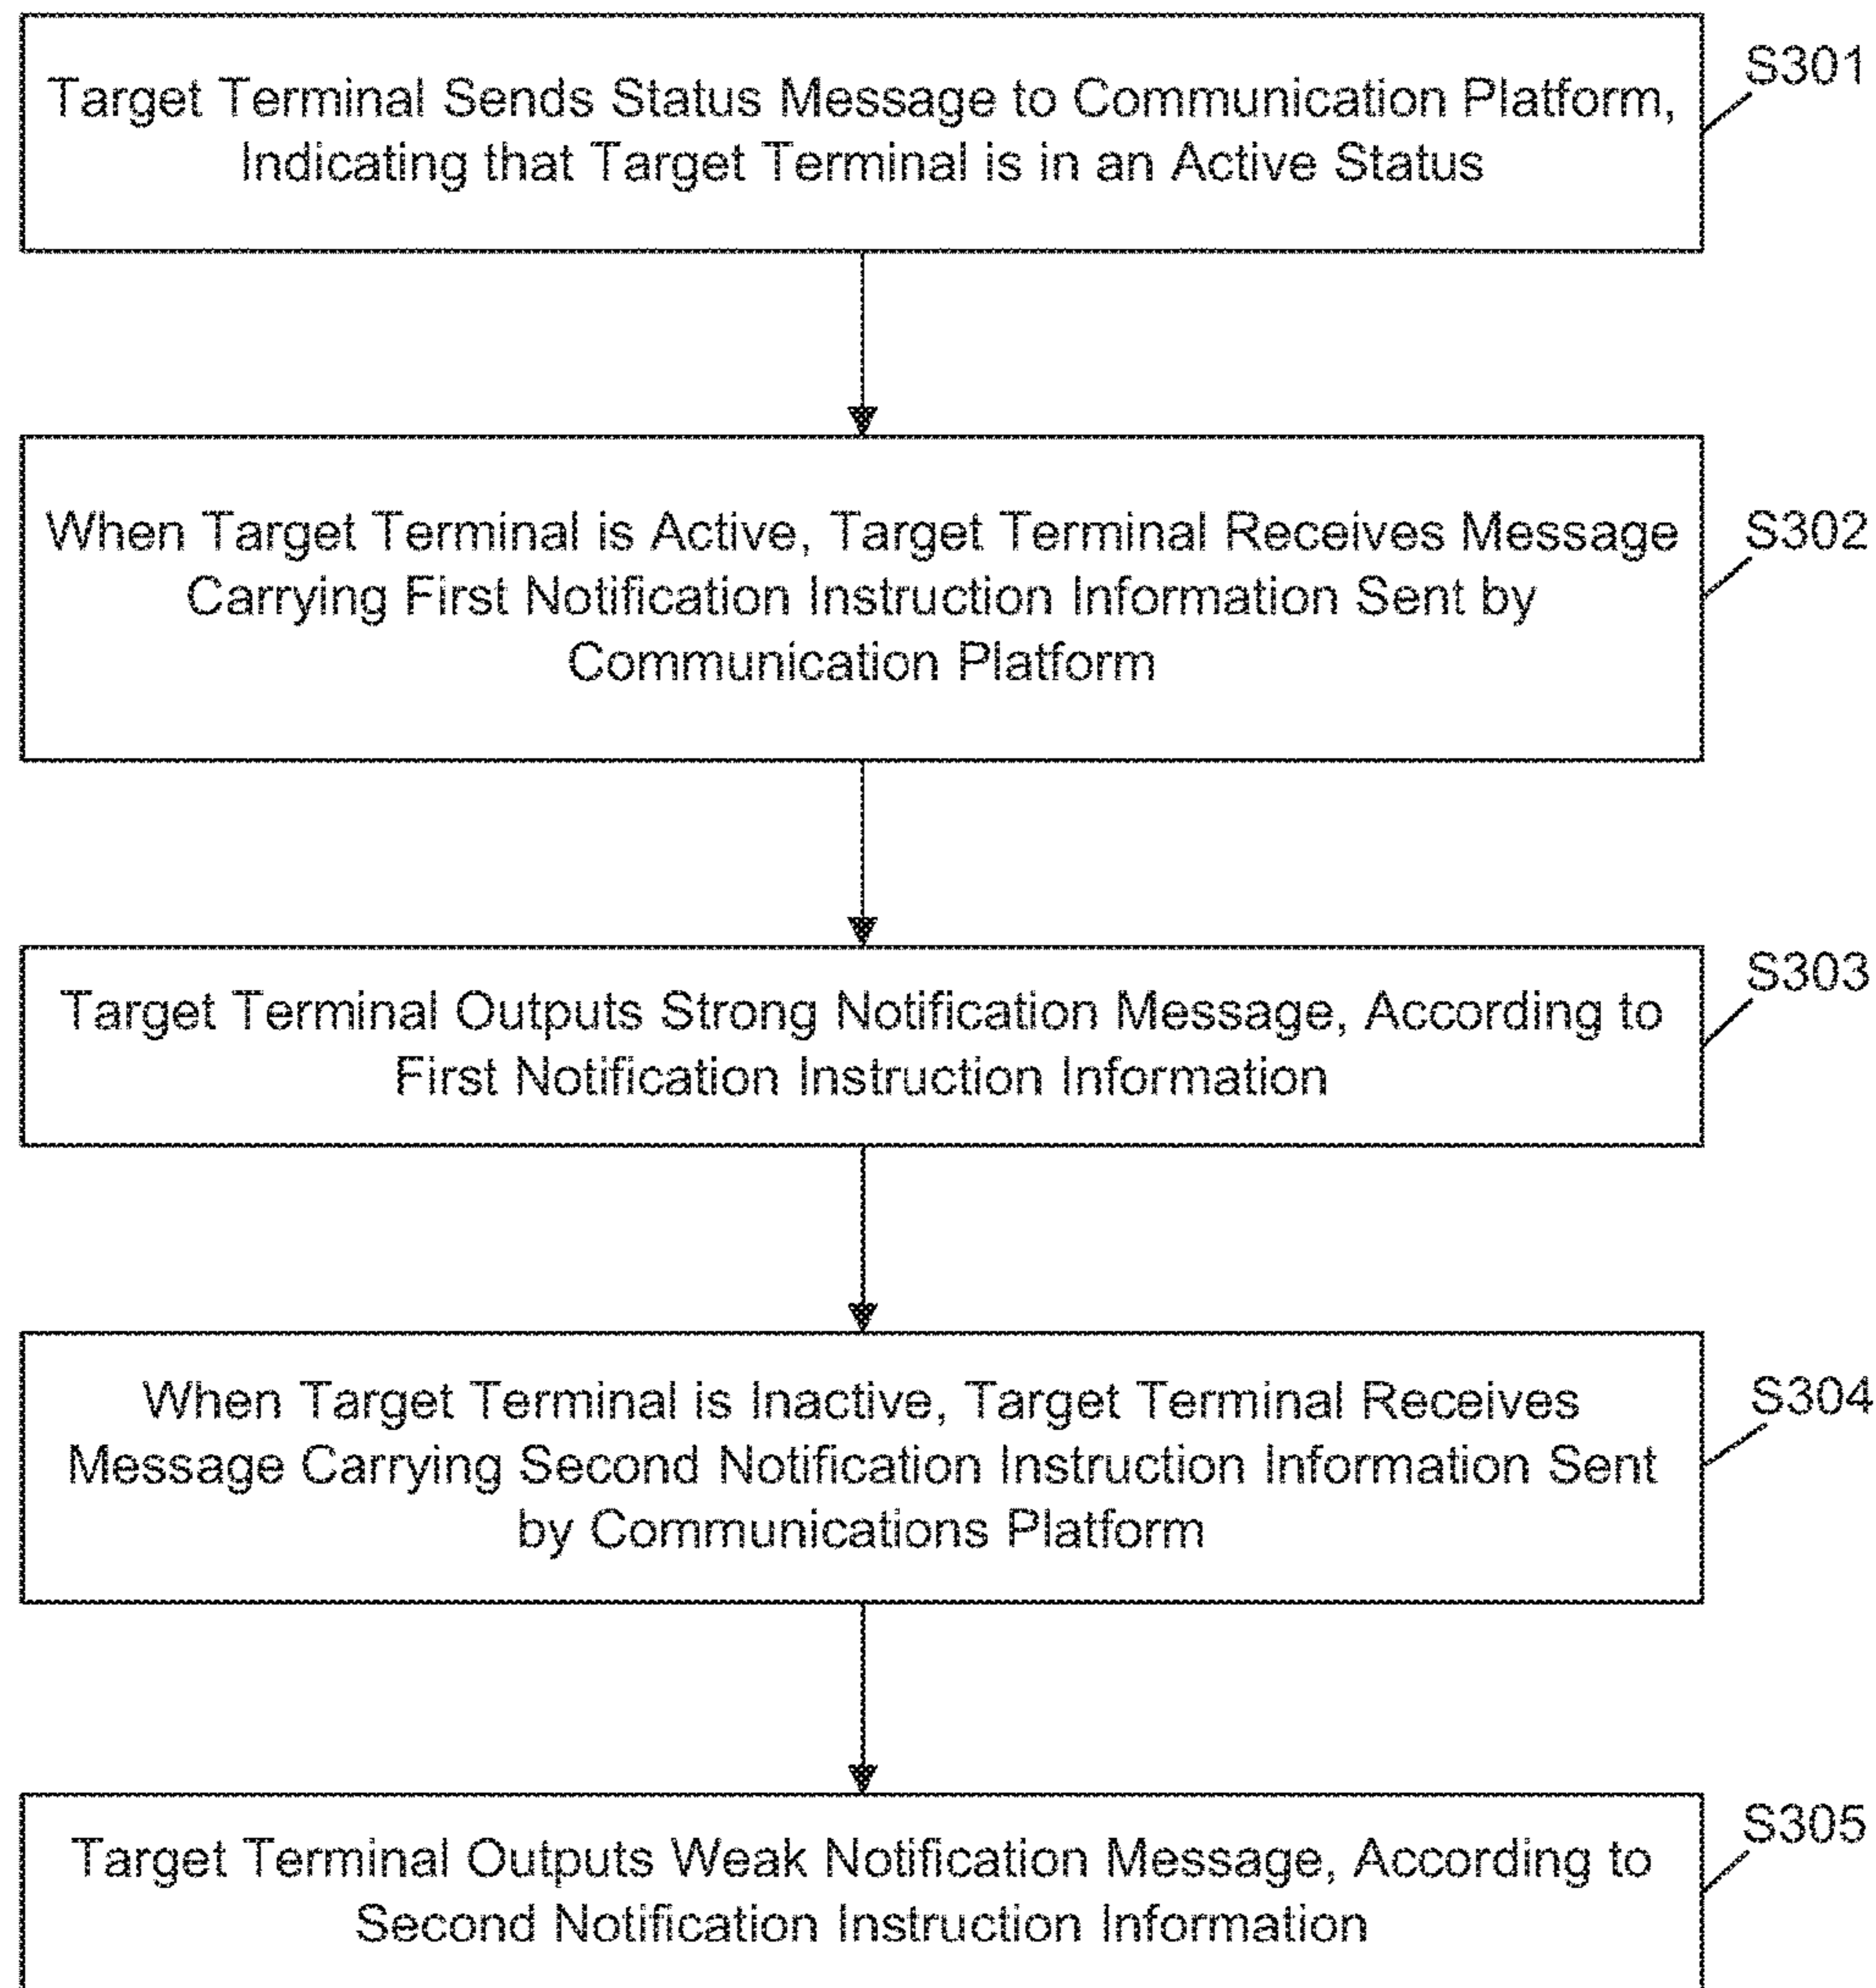 S301
Target Terminal Sends Status Message to Communication Platform,
Indicating that Target Terminal is in an Active Status
S302
When Target Terminal is Active, Target Terminal Receives Message
Carrying First Notification Instruction Information Sent by
Communication Platform
S303
Target Terminal Outputs Strong Notification Message, According to
First Notification Instruction Information
S304
When Target Terminal is Inactive, Target Terminal Receives
Message Carrying Second Notification Instruction Information Sent
by Communications Platform
S305
Target Terminal Outputs Weak Notification Message, According to
Second Notification Instruction Information